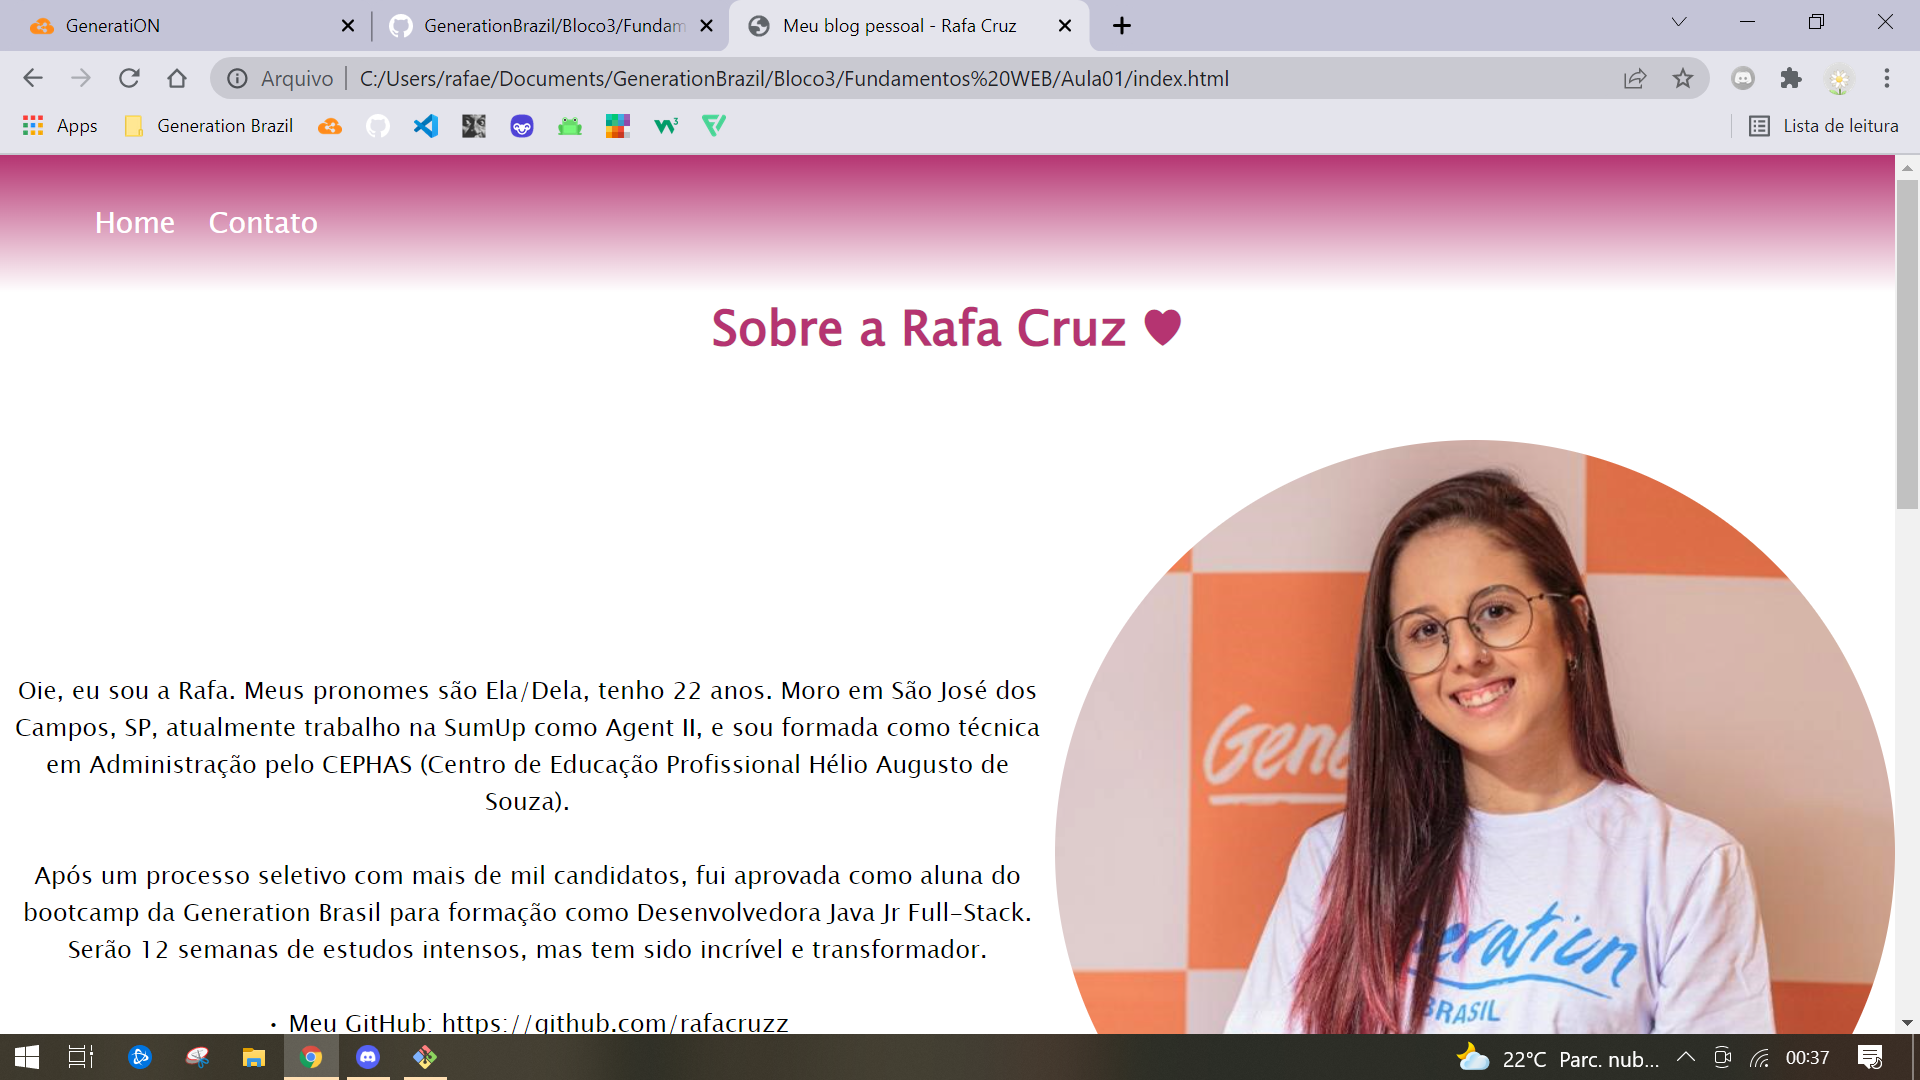 GeneratiON
GenerationBrazil/Bloco3/Fundam
Meu blog pessoal - Rafa Cruz
Arquivo
C:/Users/rafae/Documents/GenerationBrazil/Bloco3/Fundamentos%20WEB/Aula01/index.html
Apps
Generation Brazil
Lista de leitura
Home
Contato
Sobre a Rafa Cruz ♥
Oie, eu sou a Rafa. Meus pronomes são Ela/Dela, tenho 22 anos. Moro em São José dos
Campos, SP, atualmente trabalho na SumUp como Agent II, e sou formada como técnica
em Administração pelo CEPHAS (Centro de Educação Profissional Hélio Augusto de
Souza).
Após um processo seletivo com mais de mil candidatos, fui aprovada como aluna do
bootcamp da Generation Brasil para formação como Desenvolvedora Java Jr Full-Stack.
Serão 12 semanas de estudos intensos, mas tem sido incrível e transformador.
• Meu GitHub: https://github.com/rafacruzz
Gene
eration
BRASIL
22°C Parc. nub...
00:37